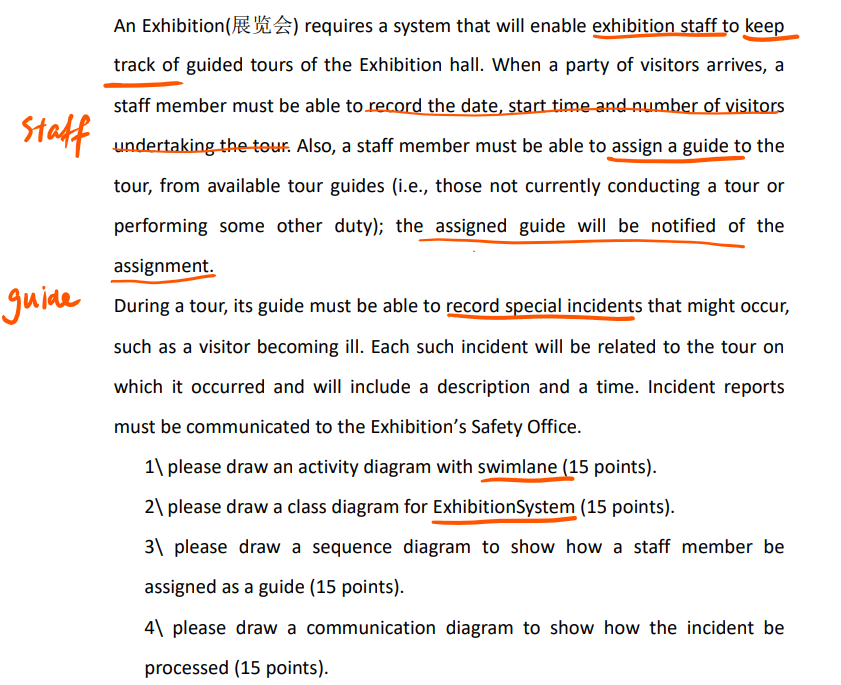 An Exhibition(展览会) requires a system that will enable exhibition staff to keep
track of guided tours of the Exhibition hall. When a party of visitors arrives, a
staff member must be able to record the date, start time and number of visitors
Staff
undertaking the tour. Also, a staff member must be able to assign a guide to the
tour, from available tour guides (i.e., those not currently conducting a tour or
performing some other duty); the assigned guide will be notified of the
assignment.
guide
During a tour, its guide must be able to record special incidents that might occur,
such as a visitor becoming ill. Each such incident will be related to the tour on
which it occurred and will include a description and a time. Incident reports
must be communicated to the Exhibition’s Safety Office.
1\ please draw an activity diagram with swimlane (15 points).
2\ please draw a class diagram for ExhibitionSystem (15 points).
3\ please draw a sequence diagram to show how a staff member be
assigned as a guide (15 points).
4\ please draw a communication diagram to show how the incident be
processed (15 points).